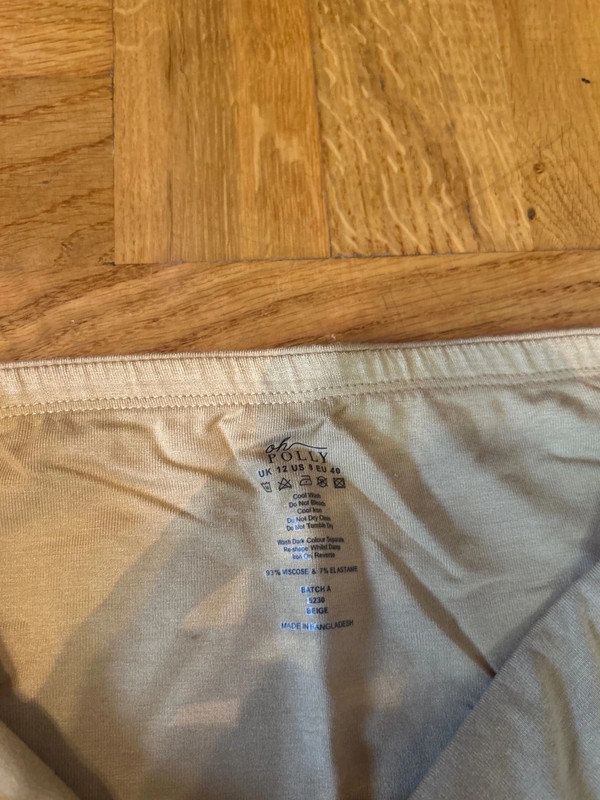 oh
POLLY
UK 12 US 8 EU 40
Cool Wash
Do Not Bleach
Cool Iron
Do Not Dry Clean
Do Not Tumble Dry
Wash Dark Colour Separate
Re-shape Whilst Damp
Iron On Reverse
93% VISCOSE & 7% ELASTANE
BATCH A
5230
BEIGE
MADE IN BANGLADESH